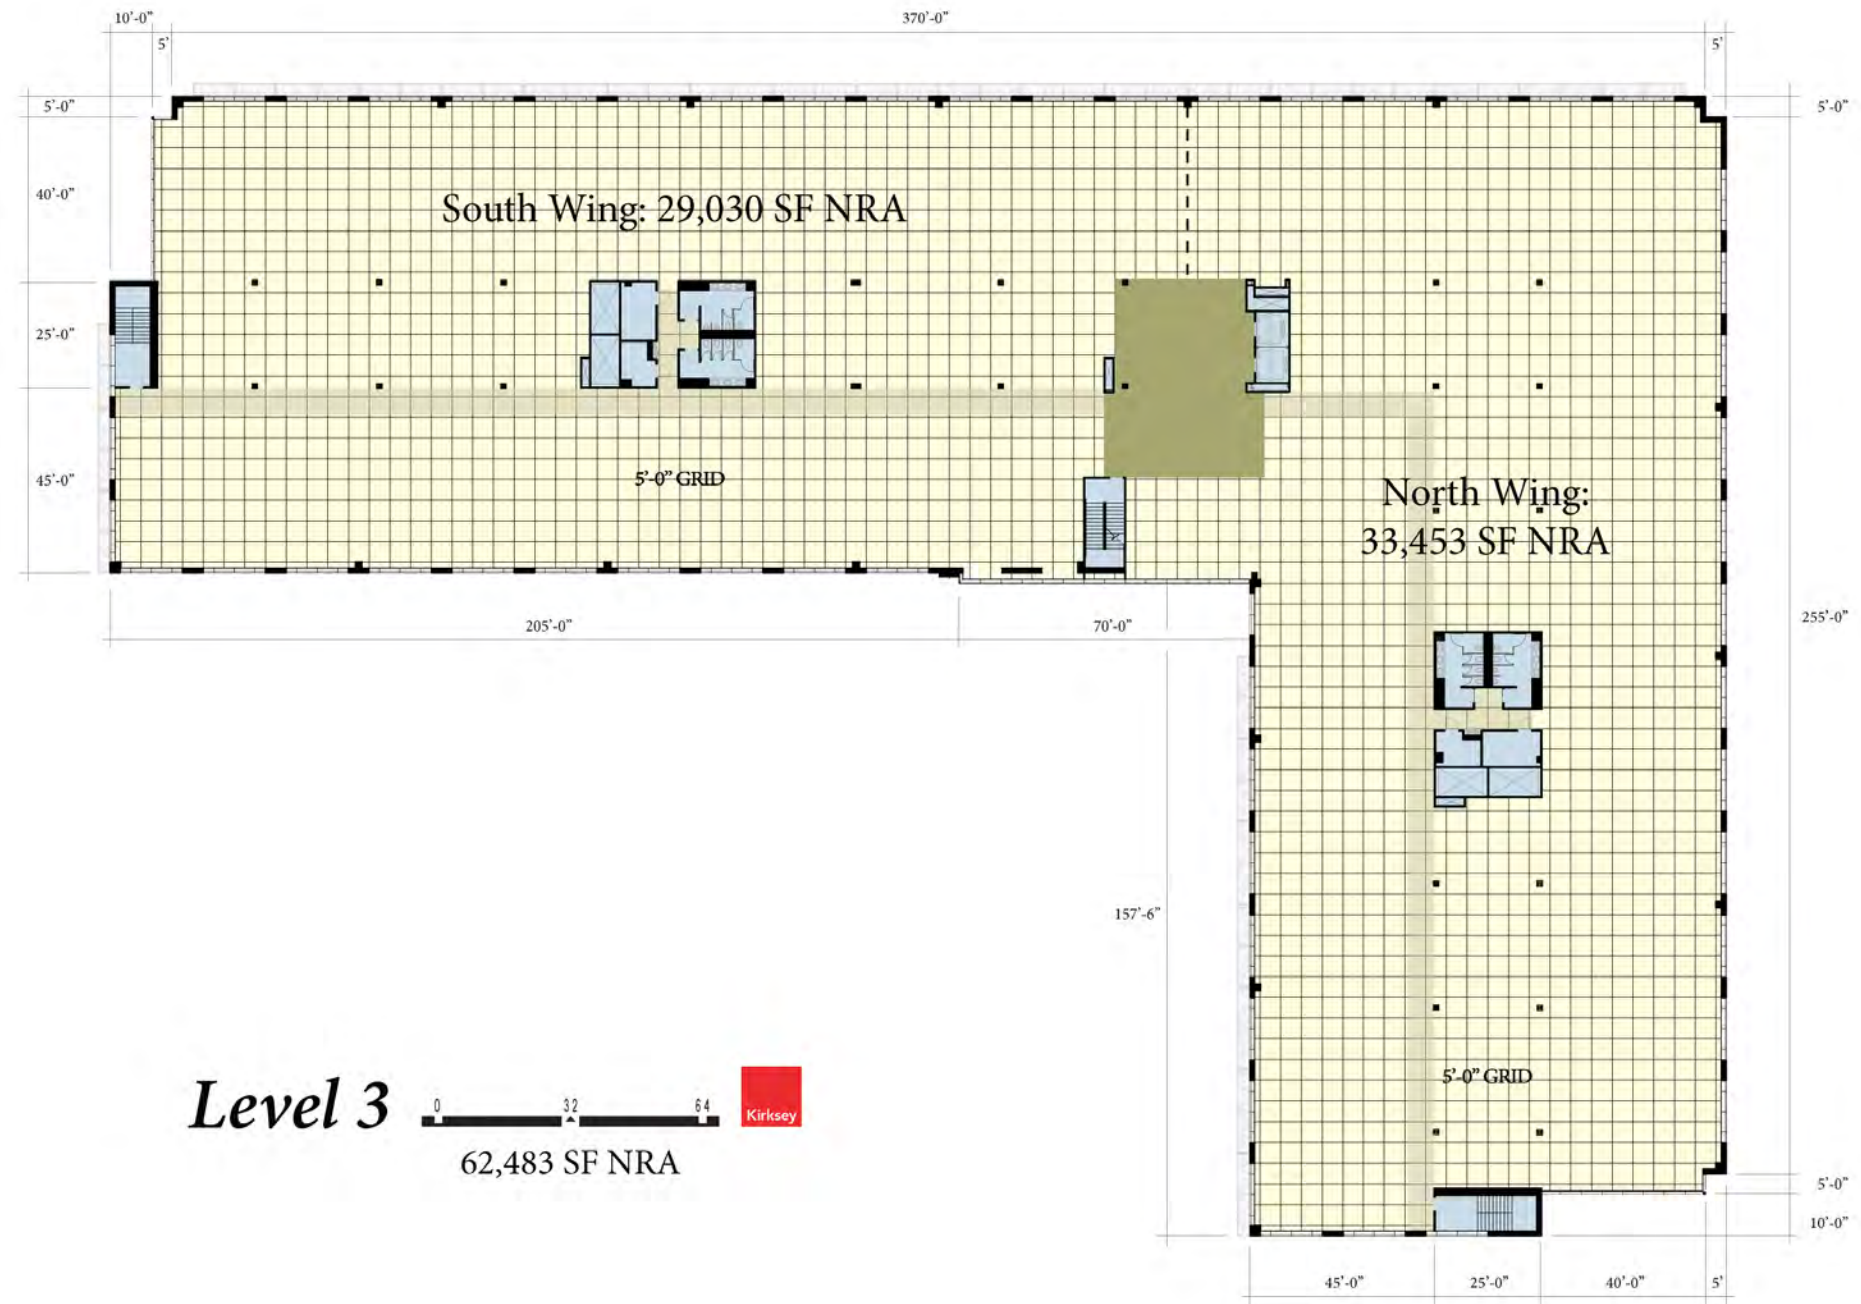 10'-0" 370'-0"
5' 5'
5'-0" 5'-0"
40'-0"
South Wing: 29,030 SF NRA
25'-0"
45'-0"
5'-0" GRID
North Wing:
33,453 SF NRA
205'-0" 70'-0" 255'-0"
157'-6"
5'-0" GRID
Level 3
0 32 64
Kirksey
62,483 SF NRA
5'-0"
10'-0"
45'-0" 25'-0" 40'-0" 5'